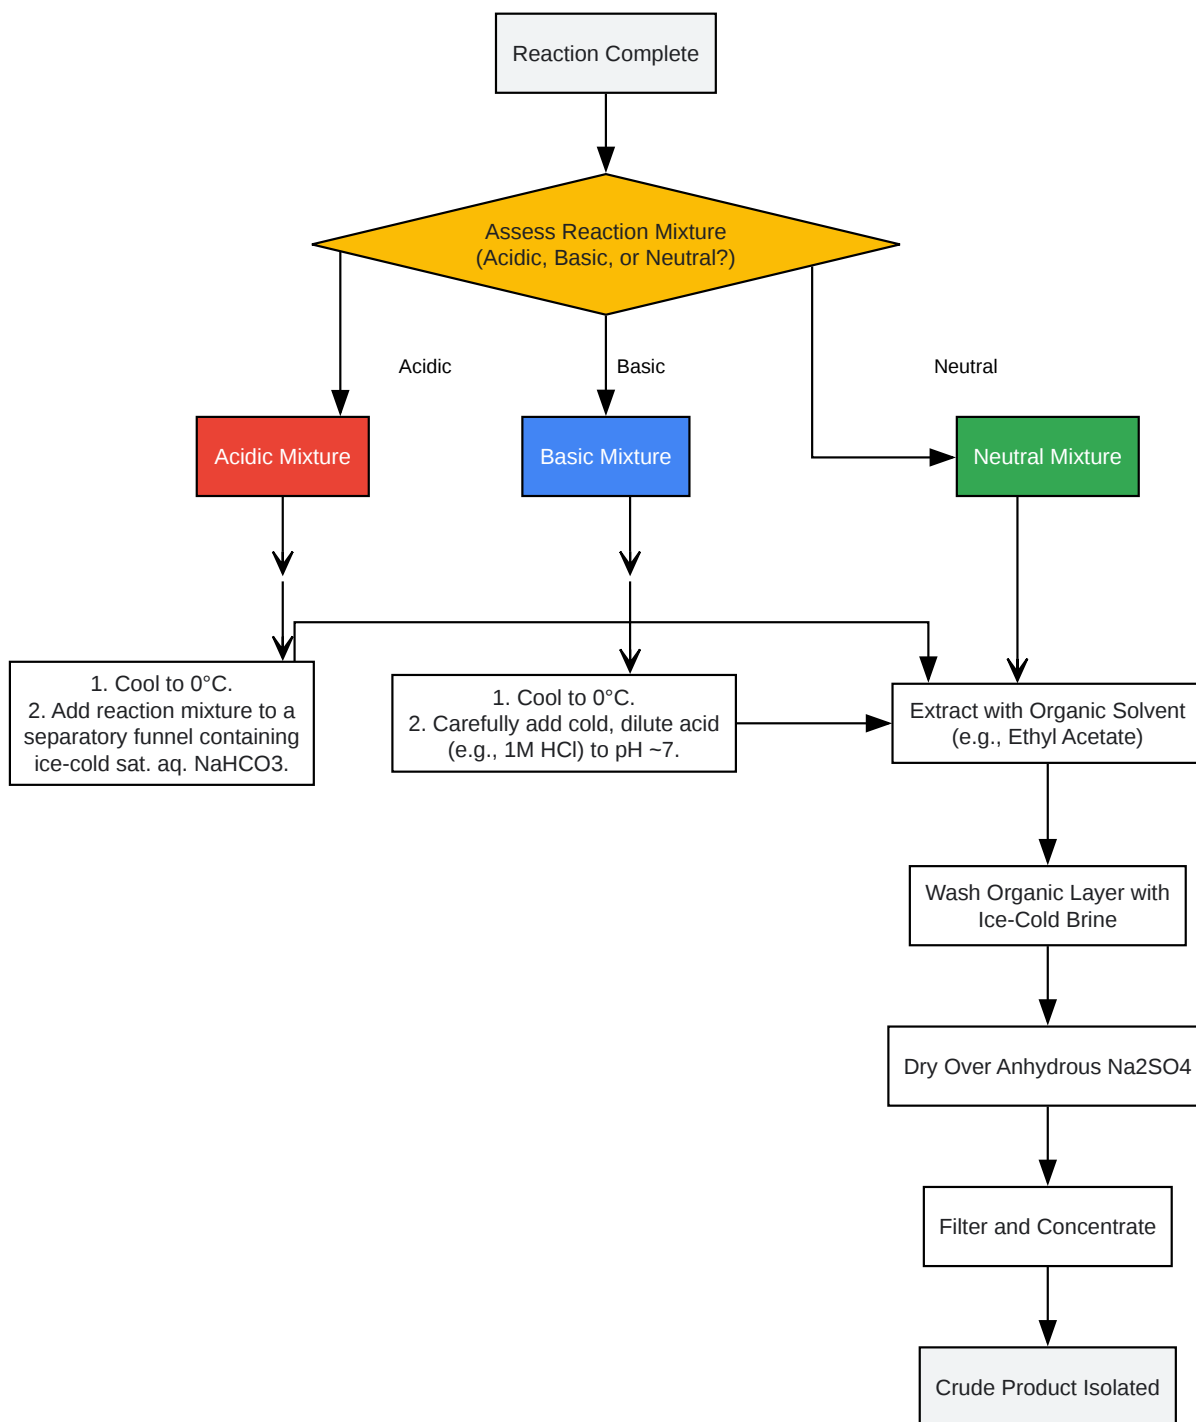 Reaction Complete
Assess Reaction Mixture
(Acidic, Basic, or Neutral?)
Acidic
Basic
Neutral
Acidic Mixture
Basic Mixture
Neutral Mixture
1. Cool to 0°C.
2. Add reaction mixture to a
separatory funnel containing
ice-cold sat. aq. NaHCO3.
1. Cool to 0°C.
2. Carefully add cold, dilute acid
(e.g., 1M HCl) to pH ~7.
Extract with Organic Solvent
(e.g., Ethyl Acetate)
Wash Organic Layer with
Ice-Cold Brine
Dry Over Anhydrous Na2SO4
Filter and Concentrate
Crude Product Isolated